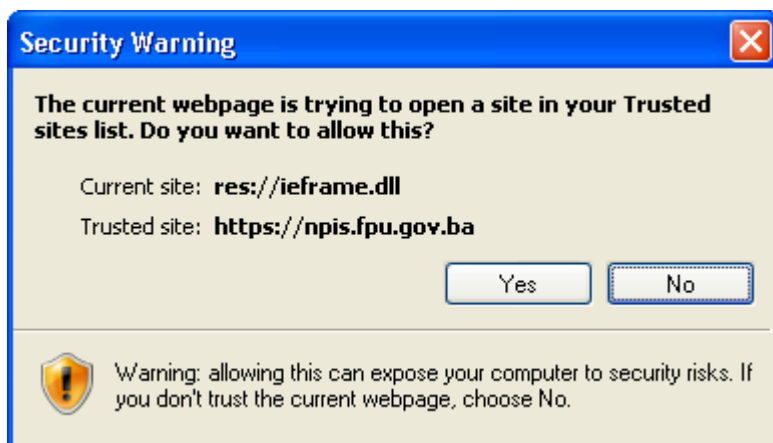 Security Warning
The current webpage is trying to open a site in your Trusted
sites list. Do you want to allow this?
Current site: res://ieframe.dll
Trusted site: https://npis.fpu.gov.ba
Yes No
Warning: allowing this can expose your computer to security risks. If
you don't trust the current webpage, choose No.